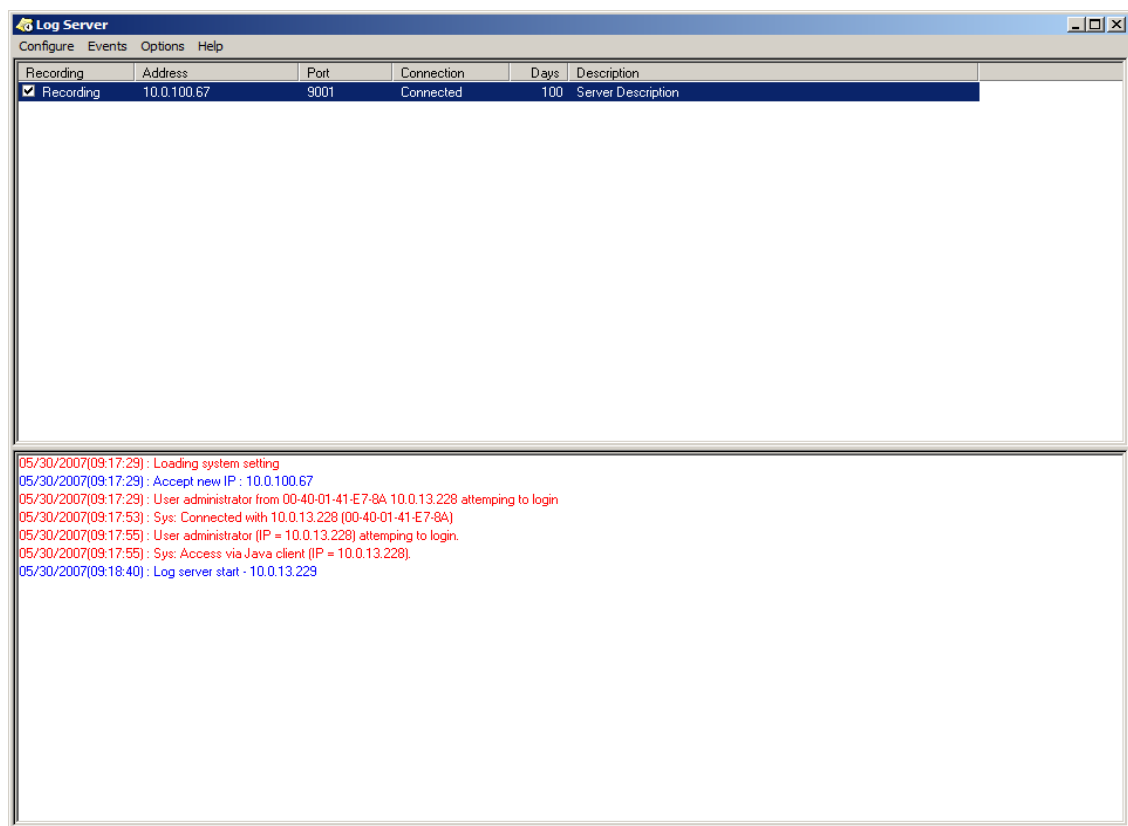 Log Server
Configure Events Options Help
Recording Address Port Connection Days Description
Recording 10.0.100.67 9001 Connected 100 Server Description
05/30/2007(09:17:29) : Loading system setting
05/30/2007(09:17:29) : Accept new IP : 10.0.100.67
05/30/2007(09:17:29) : User administrator from 00-40-01-41-E7-8A 10.0.13.228 attemping to login
05/30/2007(09:17:53) : Sys: Connected with 10.0.13.228 (00-40-01-41-E7-8A)
05/30/2007(09:17:55) : User administrator (IP = 10.0.13.228) attemping to login.
05/30/2007(09:17:55) : Sys: Access via Java client (IP = 10.0.13.228).
05/30/2007(09:18:40) : Log server start - 10.0.13.229